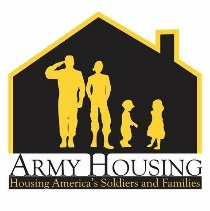 ARMY HOUSING
Housing America's Soldiers and Families